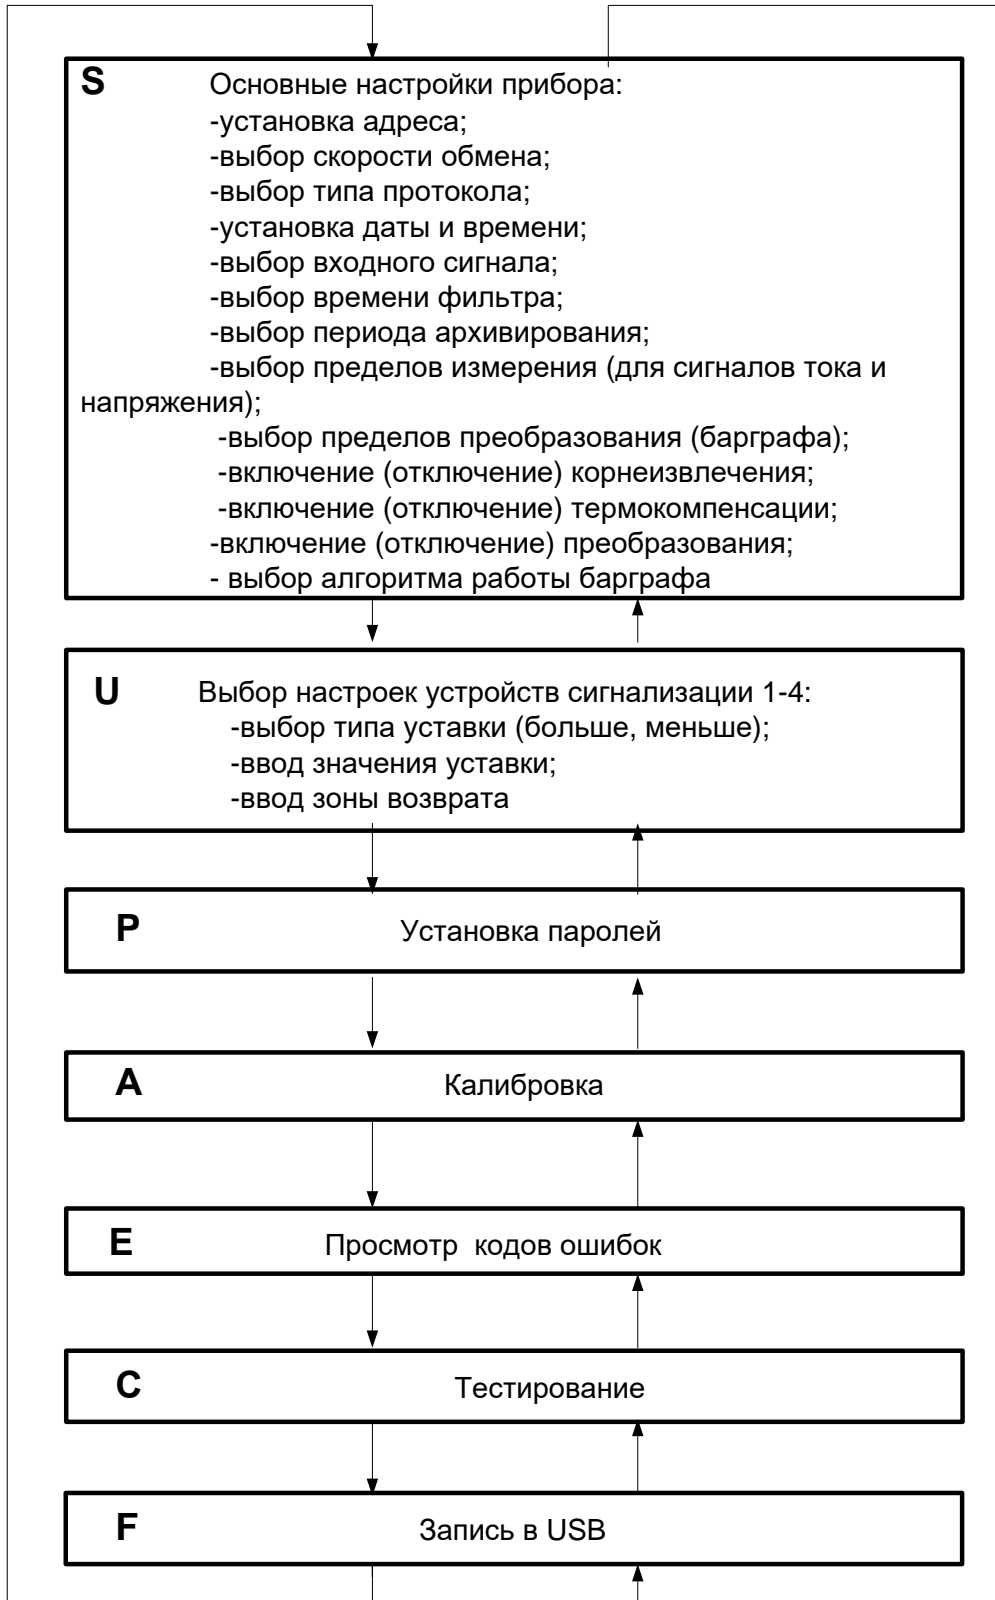 S Основные настройки прибора:
-установка адреса;
-выбор скорости обмена;
-выбор типа протокола;
-установка даты и времени;
-выбор входного сигнала;
-выбор времени фильтра;
-выбор периода архивирования;
-выбор пределов измерения (для сигналов тока и
напряжения);
-выбор пределов преобразования (барграфа);
-включение (отключение) корнеизвлечения;
-включение (отключение) термокомпенсации;
-включение (отключение) преобразования;
- выбор алгоритма работы барграфа
U Выбор настроек устройств сигнализации 1-4:
-выбор типа уставки (больше, меньше);
-ввод значения уставки;
-ввод зоны возврата
P Установка паролей
A Калибровка
E Просмотр кодов ошибок
C Тестирование
F Запись в USB